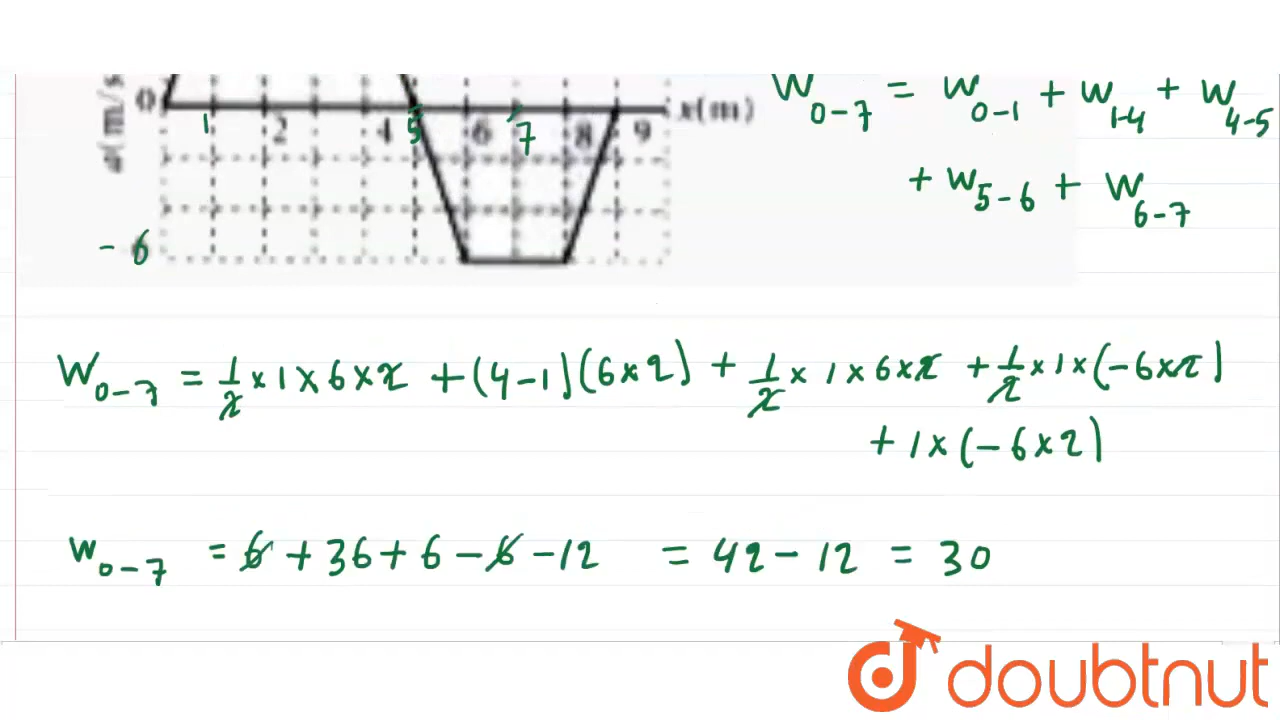 a(m/s
0 1 2 4 5 6 7 8 9 x(m)
- 6
W0-7 = W0-1 + W1-4 + W4-5
+ W5-6 + W6-7
W0-7 = 1/2 × 1 × 6 × 2 + (4-1)(6×2) + 1/2 × 1 × 6 × 2 + 1/2 × 1 × (-6×2)
+ 1 × (-6×2)
W0-7 = 6 + 36 + 6 - 6 - 12 = 42 - 12 = 30
doubtnut